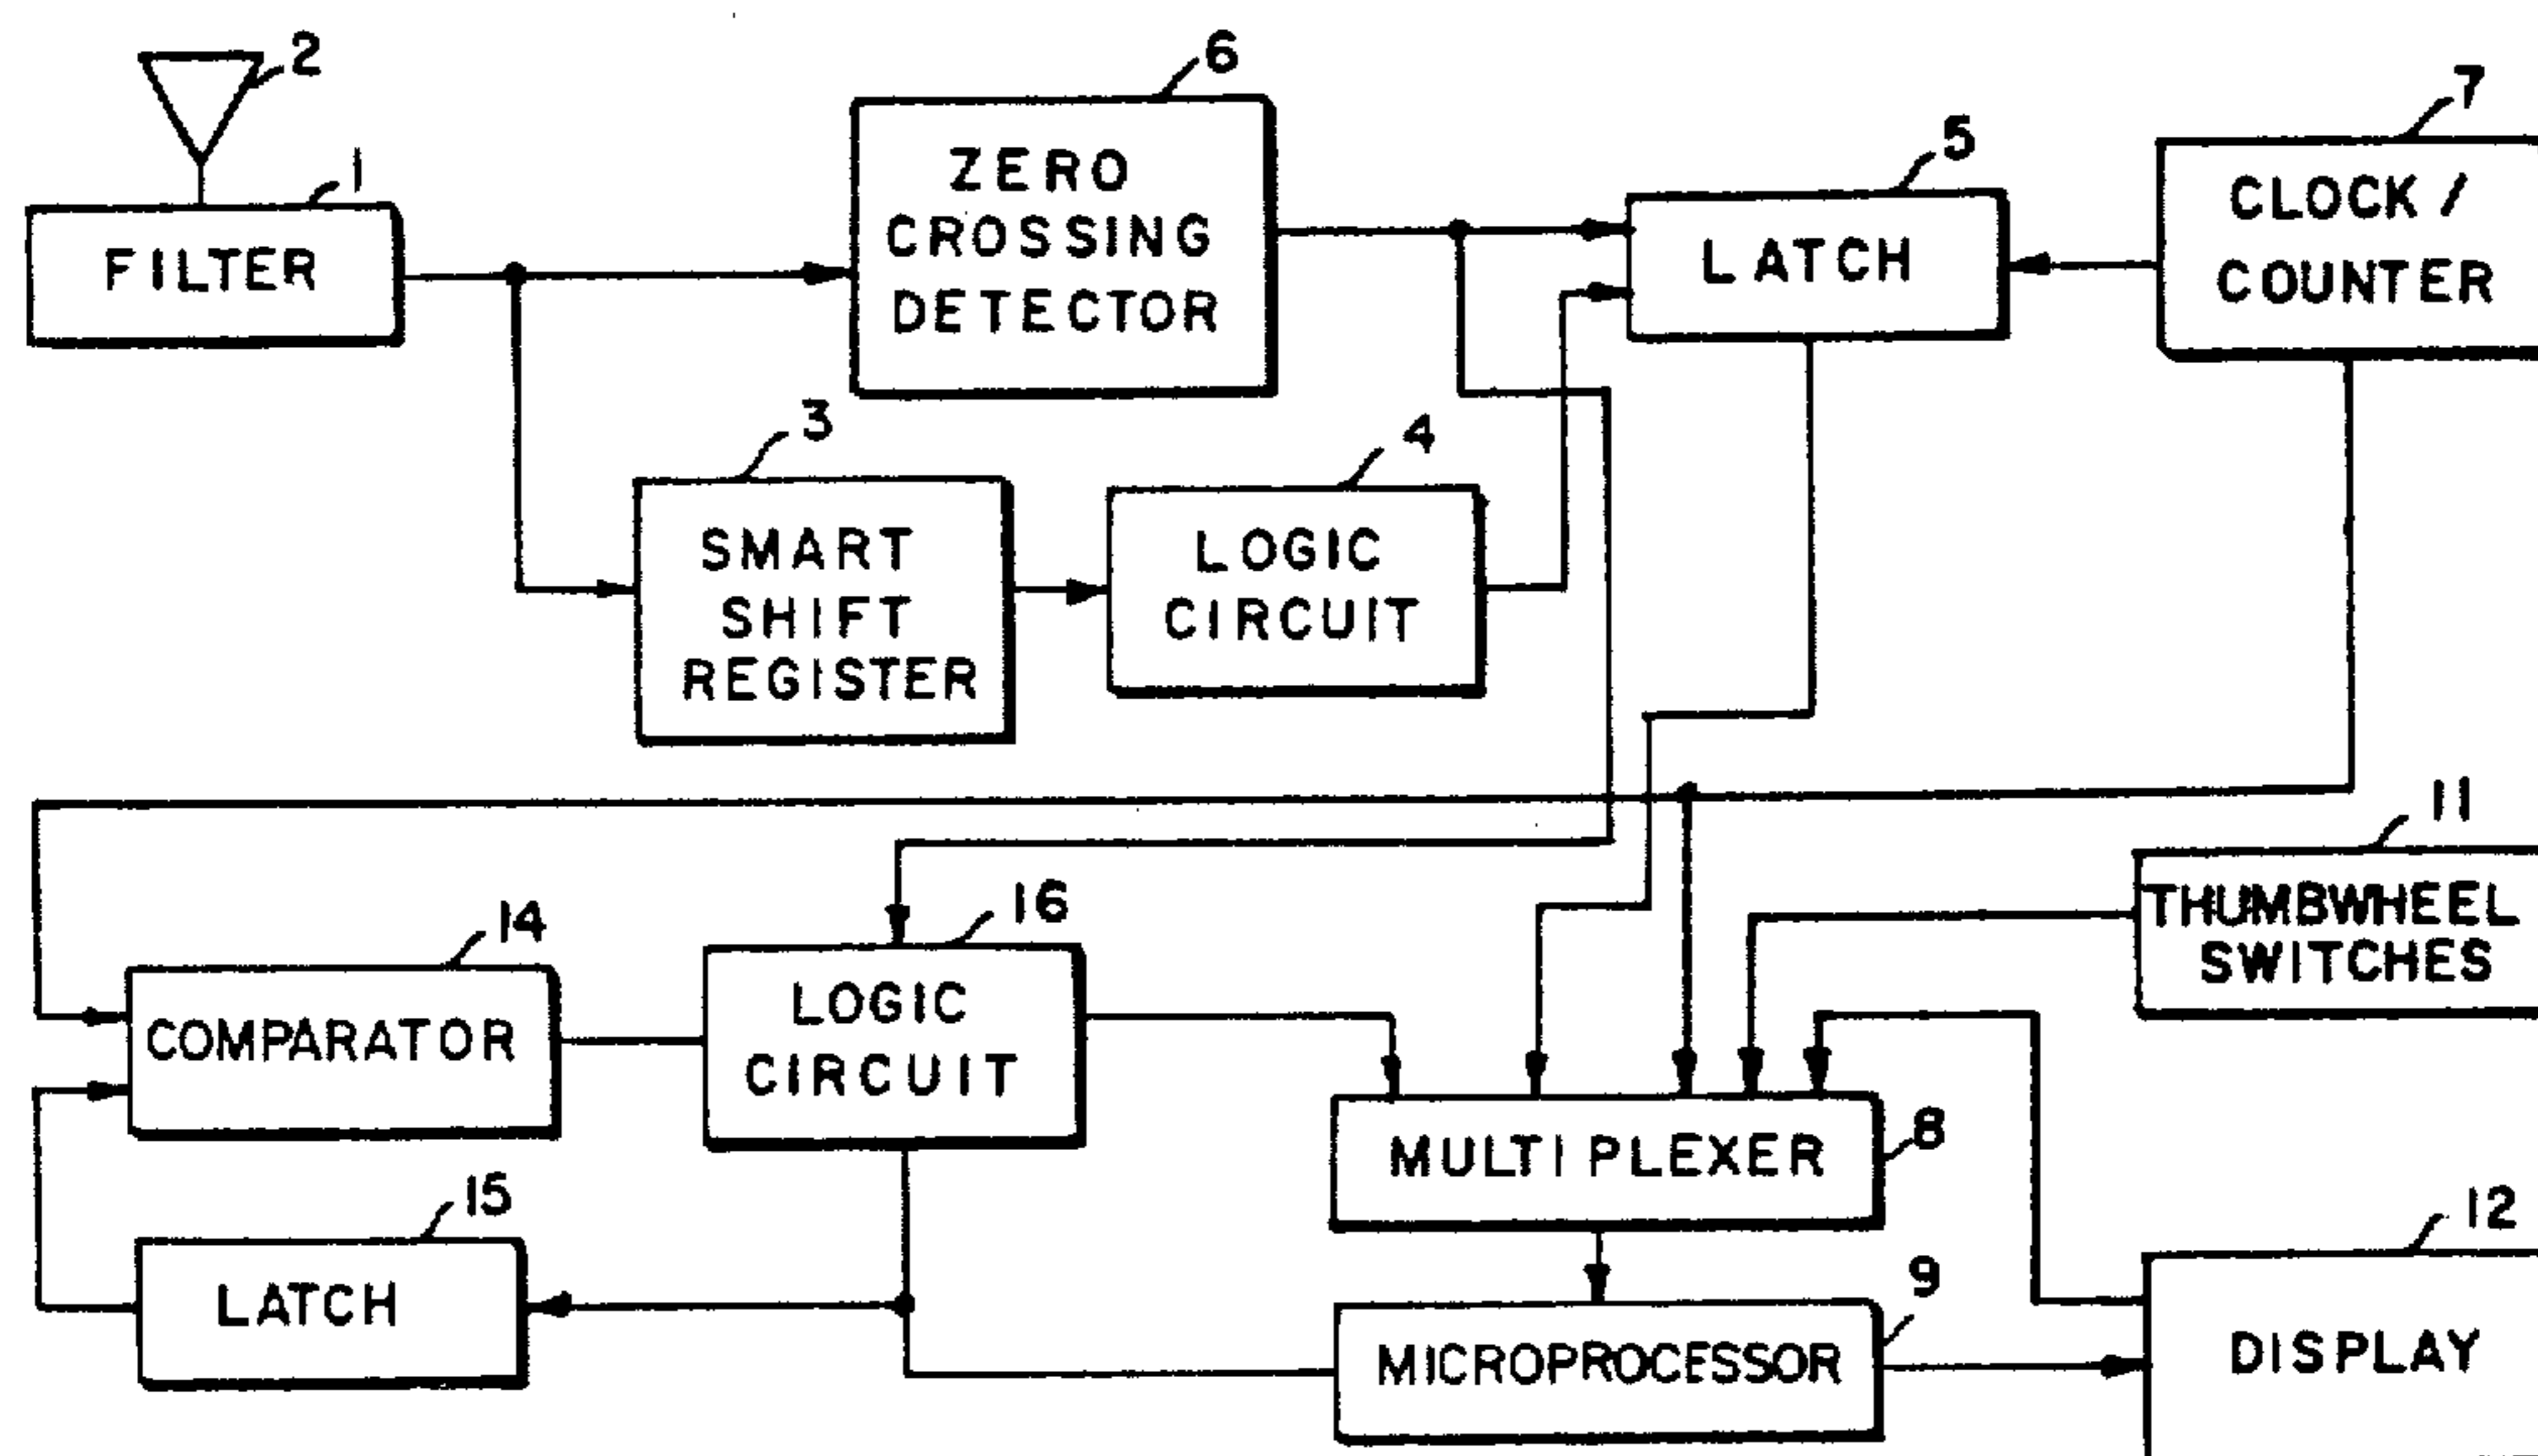 2
1
FILTER
6
ZERO
CROSSING
DETECTOR
5
LATCH
7
CLOCK /
COUNTER
3
SMART
SHIFT
REGISTER
4
LOGIC
CIRCUIT
11
THUMBWHEEL
SWITCHES
14
COMPARATOR
16
LOGIC
CIRCUIT
MULTIPLEXER
8
15
LATCH
9
MICROPROCESSOR
12
DISPLAY